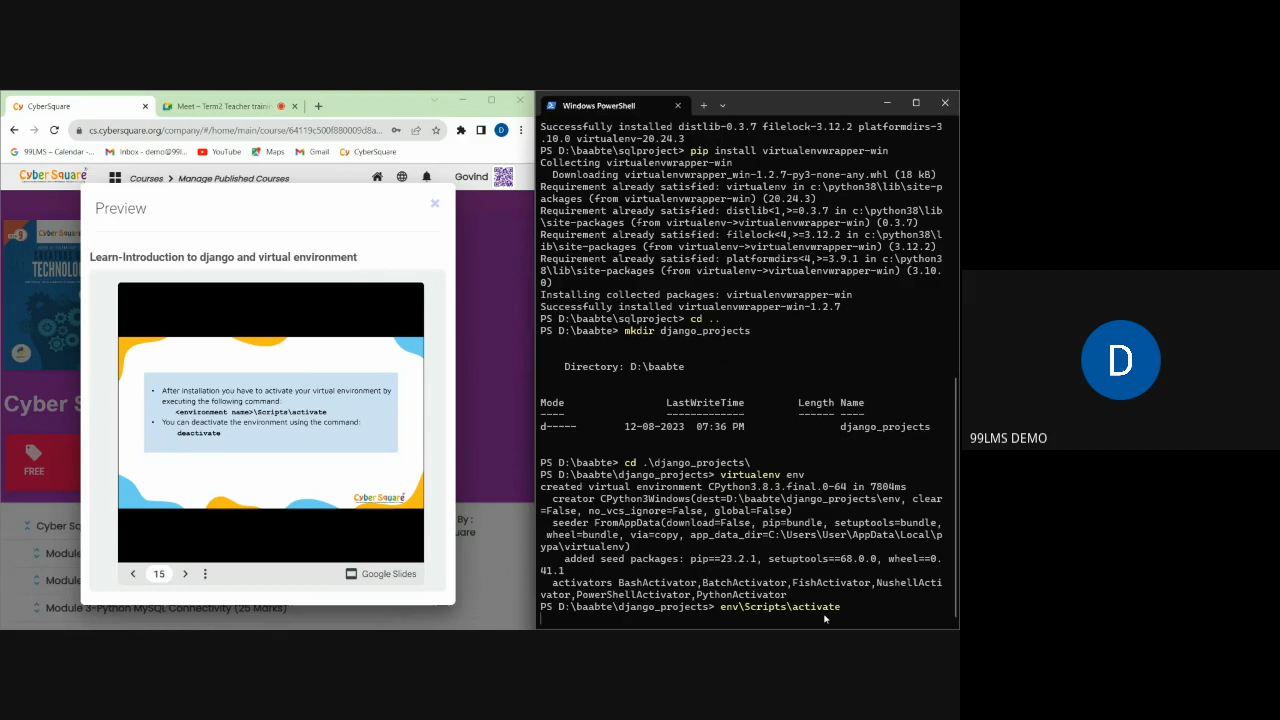 CyberSquare
Meet – Term2 Teacher traini
cs.cybersquare.org/company/#/home/main/course/64119c500f880009d8a...
99LMS – Calendar -...
Inbox - demo@99l...
YouTube
Maps
Gmail
CyberSquare
Cyber Square
Courses > Manage Published Courses
Govind
Preview
Learn-Introduction to django and virtual environment
• After installation you have to activate your virtual environment by
executing the following command:
<environment name>\Scripts\activate
• You can deactivate the environment using the command:
deactivate
Cyber Square
15
Google Slides
9
Cyber Squ
TECHNOLO
Cyber S
FREE
By :
Cyber Sq
uare
Modul
Modul
Module 3-Python MySQL Connectivity (25 Marks)
Windows PowerShell
Successfully installed distlib-0.3.7 filelock-3.12.2 platformdirs-3
.10.0 virtualenv-20.24.3
PS D:\baabte\sqlproject> pip install virtualenvwrapper-win
Collecting virtualenvwrapper-win
Downloading virtualenvwrapper_win-1.2.7-py3-none-any.whl (18 kB)
Requirement already satisfied: virtualenv in c:\python38\lib\site-p
ackages (from virtualenvwrapper-win) (20.24.3)
Requirement already satisfied: distlib<1,>=0.3.7 in c:\python38\lib
\site-packages (from virtualenv->virtualenvwrapper-win) (0.3.7)
Requirement already satisfied: filelock<4,>=3.12.2 in c:\python38\l
ib\site-packages (from virtualenv->virtualenvwrapper-win) (3.12.2)
Requirement already satisfied: platformdirs<4,>=3.9.1 in c:\python3
8\lib\site-packages (from virtualenv->virtualenvwrapper-win) (3.10.
0)
Installing collected packages: virtualenvwrapper-win
Successfully installed virtualenvwrapper-win-1.2.7
PS D:\baabte\sqlproject> cd ..
PS D:\baabte> mkdir django_projects
Directory: D:\baabte
Mode LastWriteTime Length Name
---- ------------- ------ ----
d----- 12-08-2023 07:36 PM django_projects
PS D:\baabte> cd .\django_projects\
PS D:\baabte\django_projects> virtualenv env
created virtual environment CPython3.8.3.final.0-64 in 7804ms
creator CPython3Windows(dest=D:\baabte\django_projects\env, clear
=False, no_vcs_ignore=False, global=False)
seeder FromAppData(download=False, pip=bundle, setuptools=bundle,
wheel=bundle, via=copy, app_data_dir=C:\Users\User\AppData\Local\p
ypa\virtualenv)
added seed packages: pip==23.2.1, setuptools==68.0.0, wheel==0.
41.1
activators BashActivator,BatchActivator,FishActivator,NushellActi
vator,PowerShellActivator,PythonActivator
PS D:\baabte\django_projects> env\Scripts\activate
D
99LMS DEMO